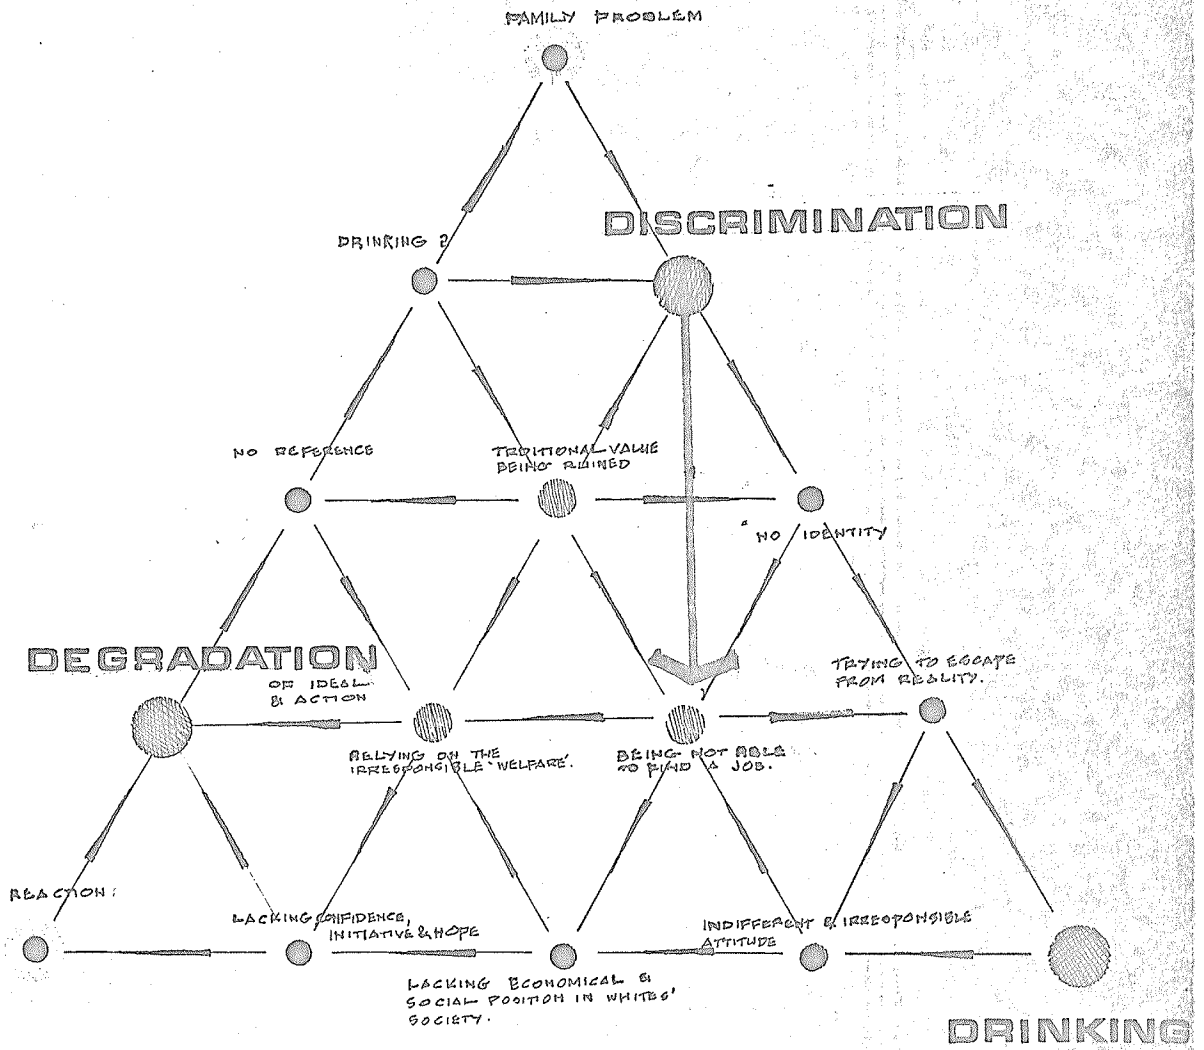 FAMILY PROBLEM
DISCRIMINATION
DRINKING ?
NO REFERENCE
TRDITIONAL VALUE
BEING RUINED
NO IDENTITY
DEGRADATION
OF IDEAL
& ACTION
TRYING TO ESCAPE
FROM REALITY.
RELYING ON THE
IRRESPONSIBLE 'WELFARE'.
BEING NOT ABLE
TO FIND A JOB.
REACTION:
LACKING CONFIDENCE,
INITIATIVE & HOPE
INDIFFERENT & IRRESPONSIBLE
ATTITUDE
LACKING ECONOMICAL &
SOCIAL POSITION IN WHITES'
SOCIETY.
DRINKING